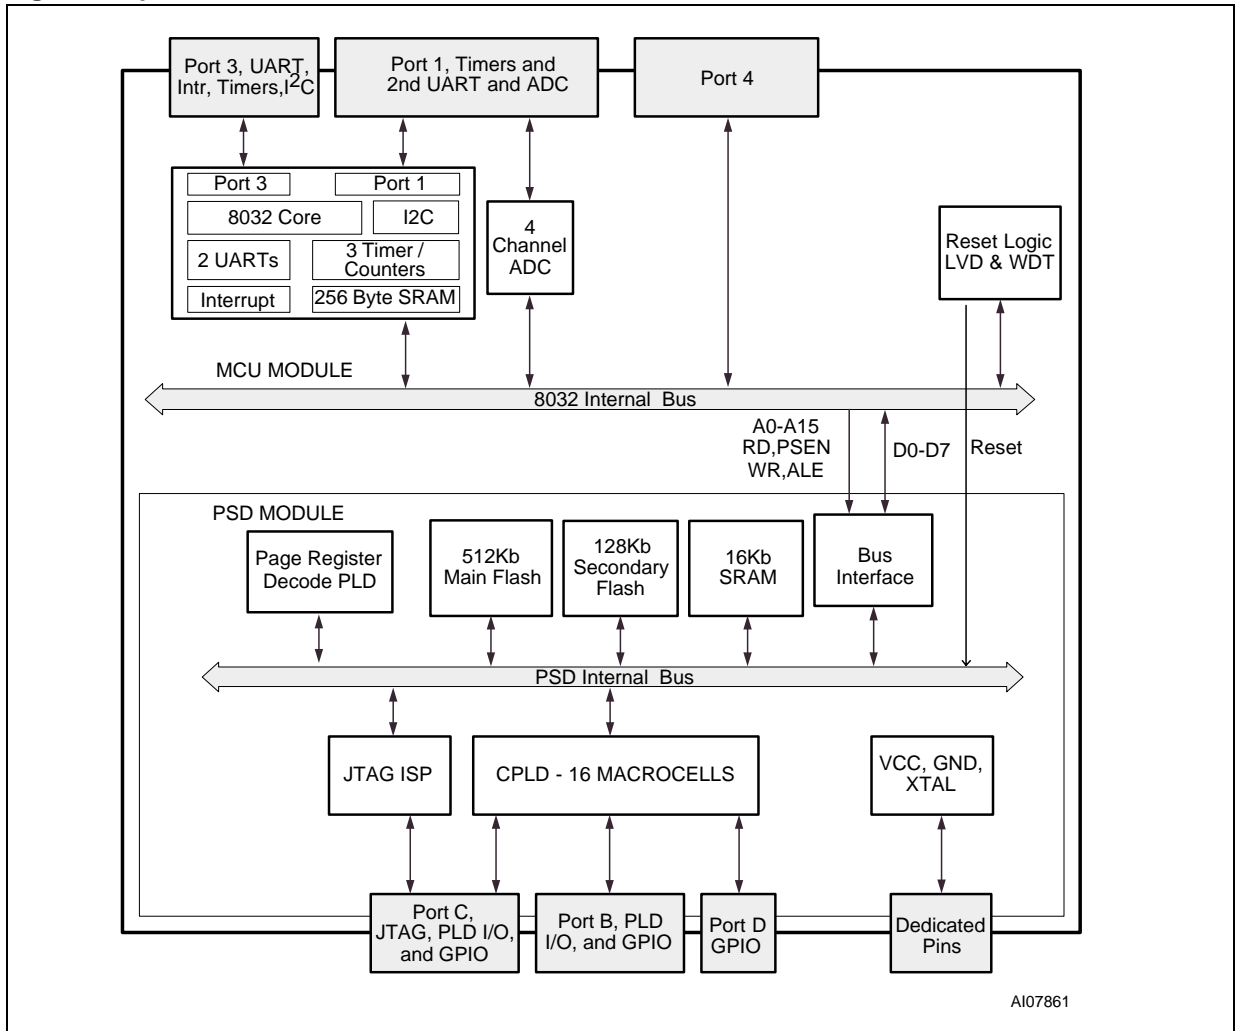 Port 3, UART,
Intr, Timers,I2C
Port 1, Timers and
2nd UART and ADC
Port 4
Port 3
Port 1
8032 Core
I2C
2 UARTs
3 Timer /
Counters
Interrupt
256 Byte SRAM
4
Channel
ADC
Reset Logic
LVD & WDT
MCU MODULE
8032 Internal Bus
A0-A15
RD,PSEN
WR,ALE
D0-D7
Reset
PSD MODULE
Page Register
Decode PLD
512Kb
Main Flash
128Kb
Secondary
Flash
16Kb
SRAM
Bus
Interface
PSD Internal Bus
JTAG ISP
CPLD - 16 MACROCELLS
VCC, GND,
XTAL
Port C,
JTAG, PLD I/O,
and GPIO
Port B, PLD
I/O, and GPIO
Port D
GPIO
Dedicated
Pins
AI07861